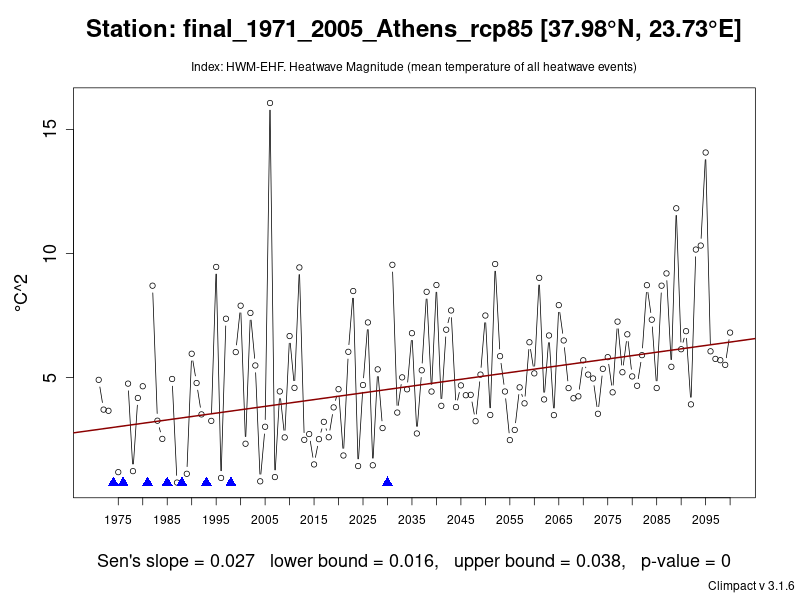 Station: final_1971_2005_Athens_rcp85 [37.98°N, 23.73°E]
Index: HWM-EHF. Heatwave Magnitude (mean temperature of all heatwave events)
15
10
5
°C^2
1975 1985 1995 2005 2015 2025 2035 2045 2055 2065 2075 2085 2095
Sen's slope = 0.027 lower bound = 0.016, upper bound = 0.038, p-value = 0
Climpact v 3.1.6